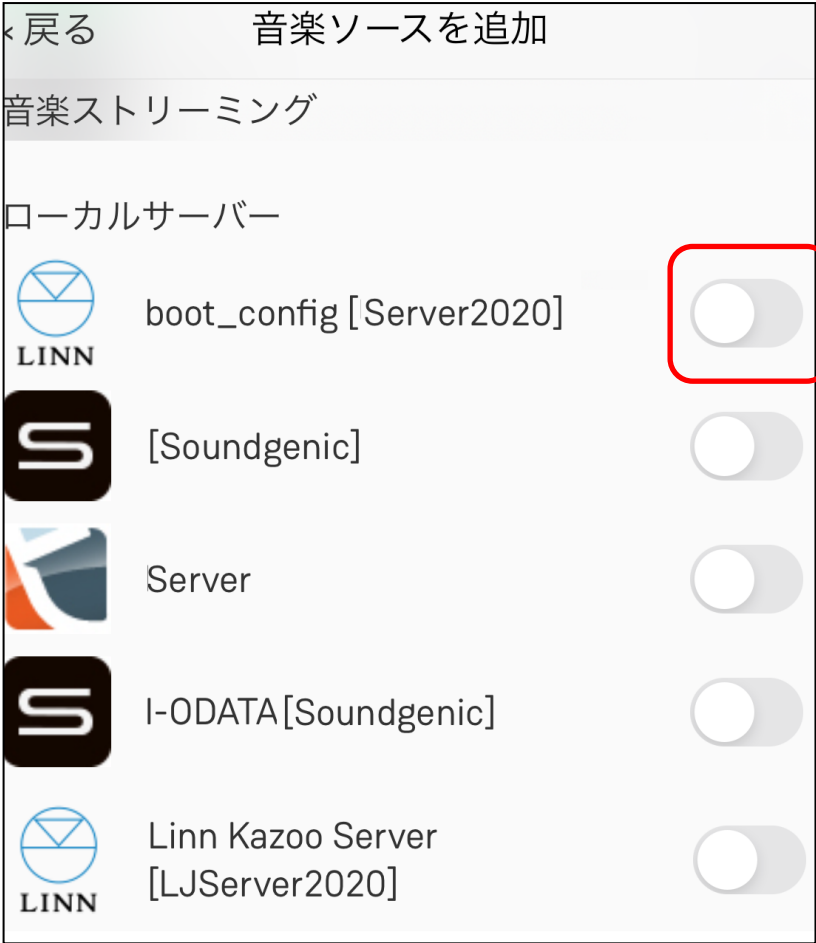 ‹戻る 音楽ソースを追加
音楽ストリーミング
ローカルサーバー
LINN
boot_config [Server2020]
S
[Soundgenic]
Server
S
I-ODATA[Soundgenic]
LINN
Linn Kazoo Server
[LJServer2020]